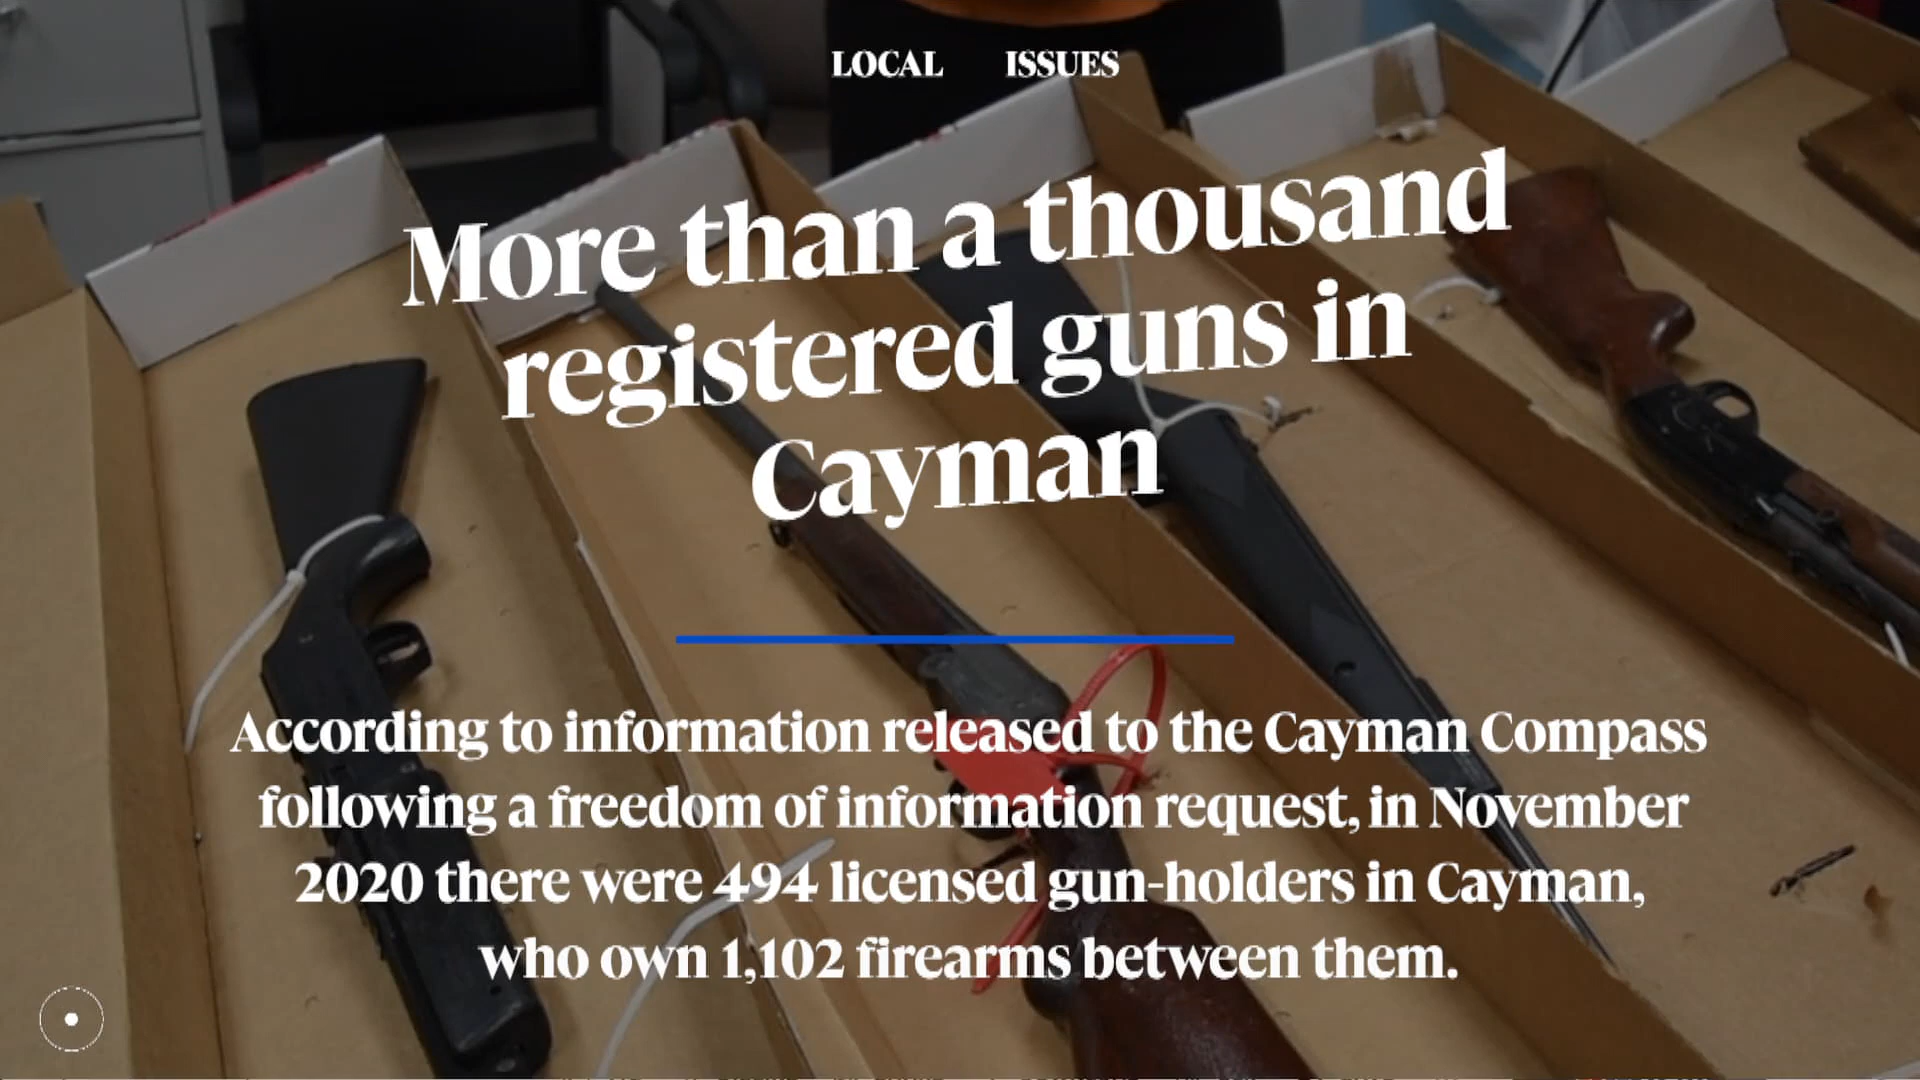 LOCAL ISSUES
More than a thousand
registered guns in
Cayman
According to information released to the Cayman Compass
following a freedom of information request, in November
2020 there were 494 licensed gun-holders in Cayman,
who own 1,102 firearms between them.